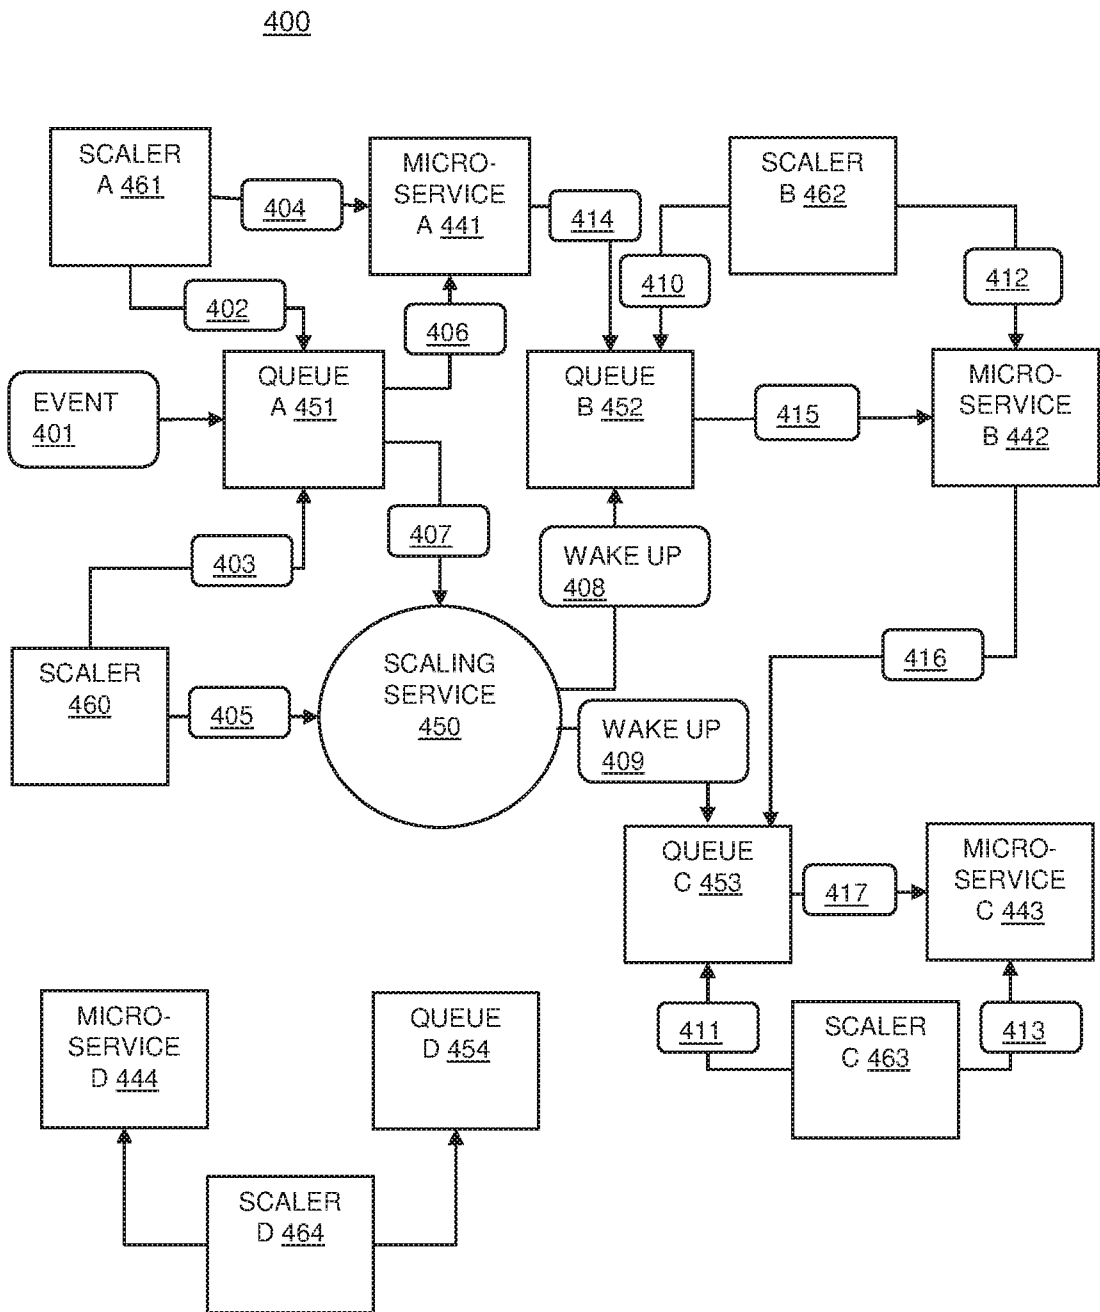 400
SCALER
A 461
404
MICRO-
SERVICE
A 441
414
SCALER
B 462
410
412
402
406
EVENT
401
QUEUE
A 451
QUEUE
B 452
415
MICRO-
SERVICE
B 442
403
407
WAKE UP
408
SCALER
460
405
SCALING
SERVICE
450
416
WAKE UP
409
QUEUE
C 453
417
MICRO-
SERVICE
C 443
MICRO-
SERVICE
D 444
QUEUE
D 454
411
SCALER
C 463
413
SCALER
D 464